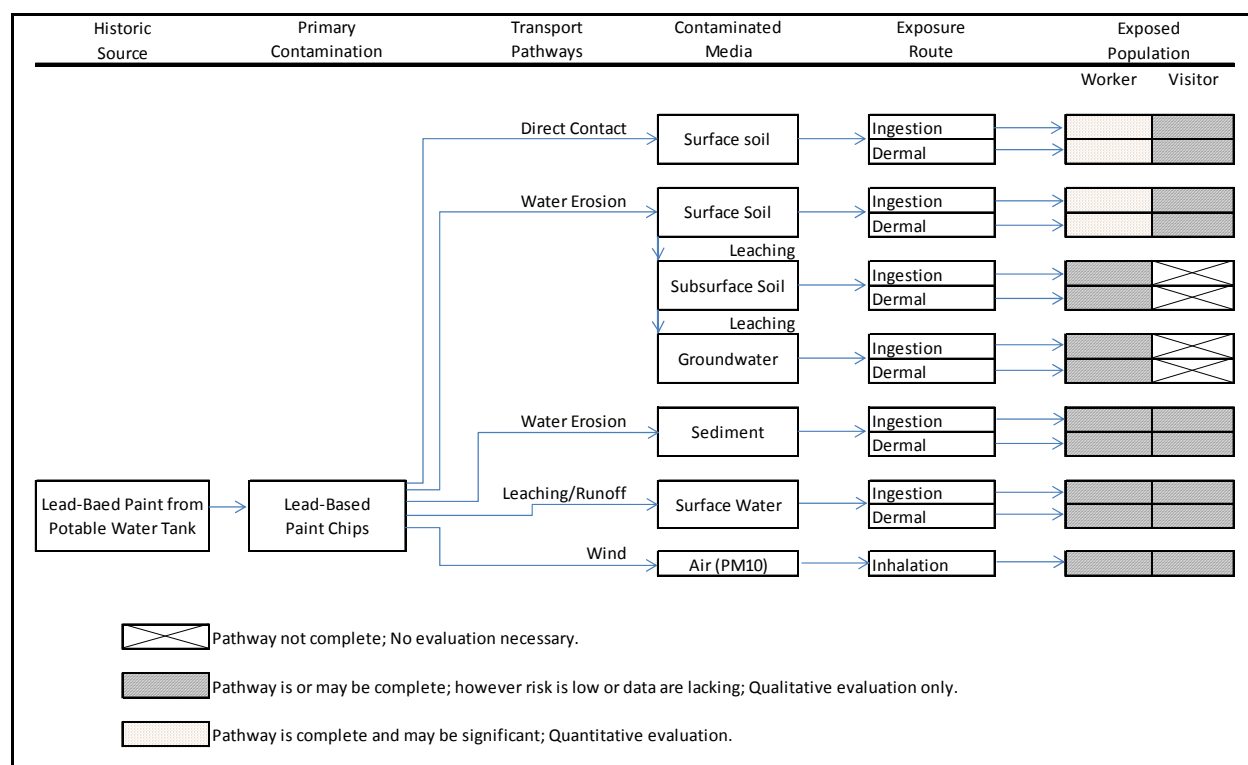 Historic
Source
Primary
Contamination
Transport
Pathways
Contaminated
Media
Exposure
Route
Exposed
Population
Worker
Visitor
Direct Contact
Surface soil
Ingestion
Dermal
Water Erosion
Surface Soil
Ingestion
Dermal
Leaching
Subsurface Soil
Ingestion
Dermal
Leaching
Groundwater
Ingestion
Dermal
Water Erosion
Sediment
Ingestion
Dermal
Lead-Baed Paint from
Potable Water Tank
Lead-Based
Paint Chips
Leaching/Runoff
Surface Water
Ingestion
Dermal
Wind
Air (PM10)
Inhalation
Pathway not complete; No evaluation necessary.
Pathway is or may be complete; however risk is low or data are lacking; Qualitative evaluation only.
Pathway is complete and may be significant; Quantitative evaluation.